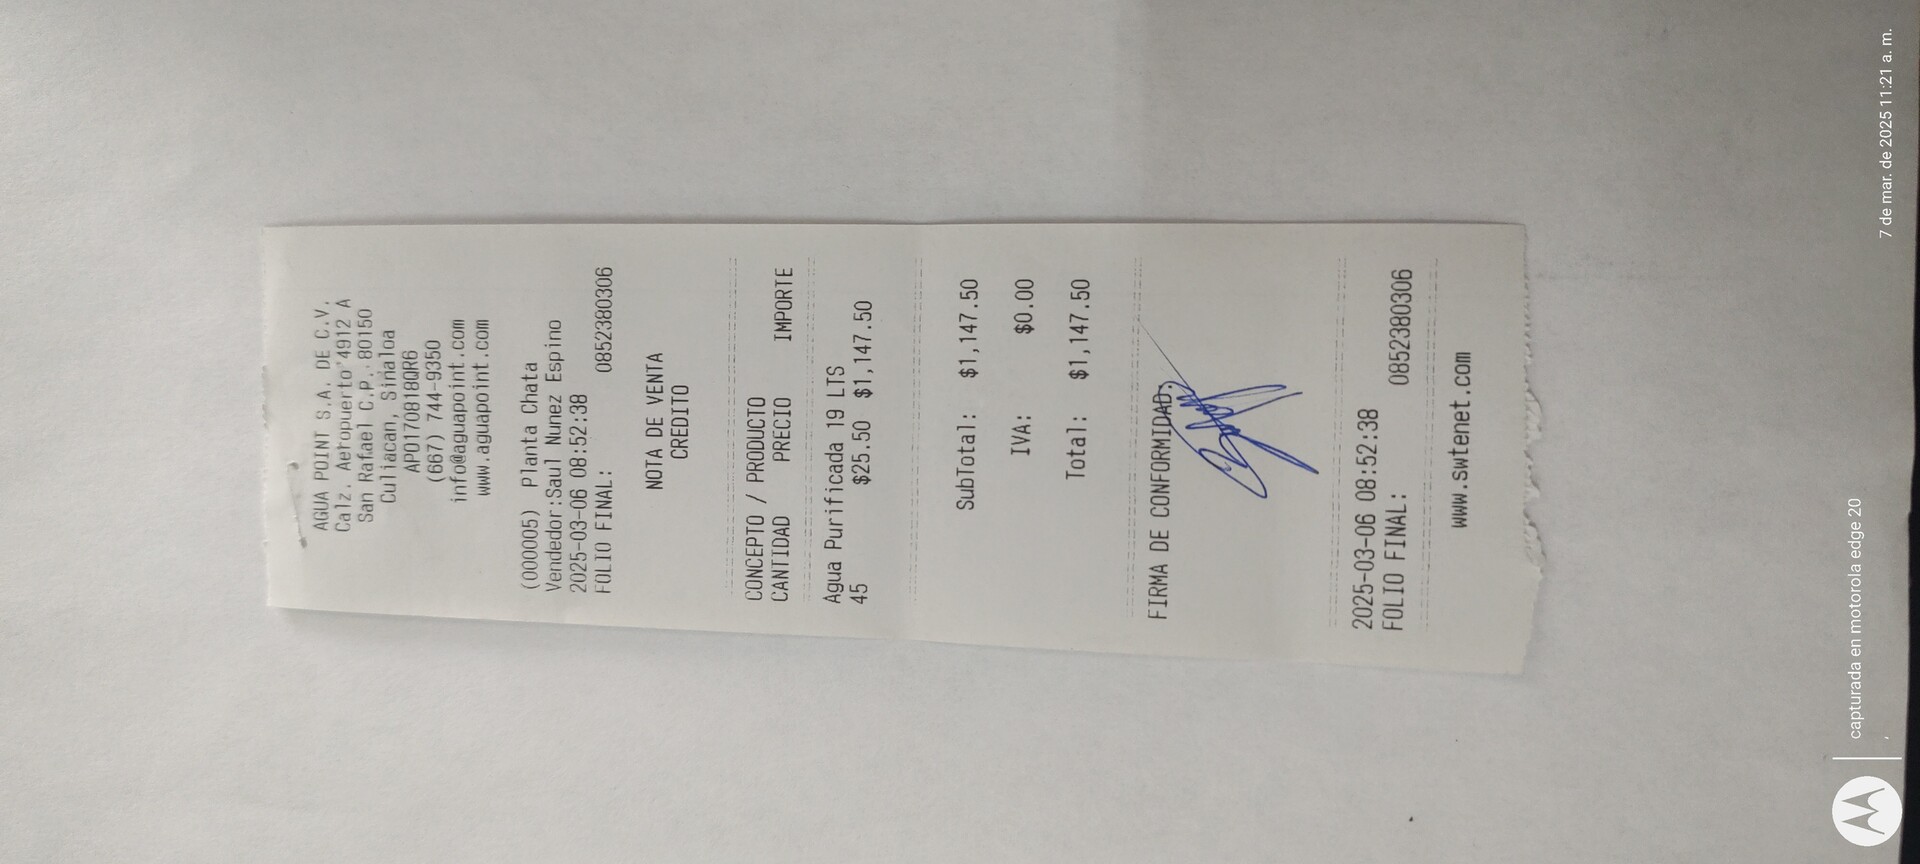 AGUA POINT S.A. DE C.V.
Calz. Aeropuerto 4912 A
San Rafael C.P. 80150
Culiacan, Sinaloa
APO170818QR6
(667) 744-9350
info@aguapoint.com
www.aguapoint.com
(000005) Planta Chata
Vendedor:Saul Nunez Espino
2025-03-06 08:52:38
FOLIO FINAL: 0852380306
NOTA DE VENTA
CREDITO
CONCEPTO / PRODUCTO
CANTIDAD PRECIO IMPORTE
Agua Purificada 19 LTS
45 $25.50 $1,147.50
SubTotal: $1,147.50
IVA: $0.00
Total: $1,147.50
FIRMA DE CONFORMIDAD:
2025-03-06 08:52:38
FOLIO FINAL: 0852380306
www.swtenet.com
capturada en motorola edge 20
7 de mar. de 2025 11:21 a. m.